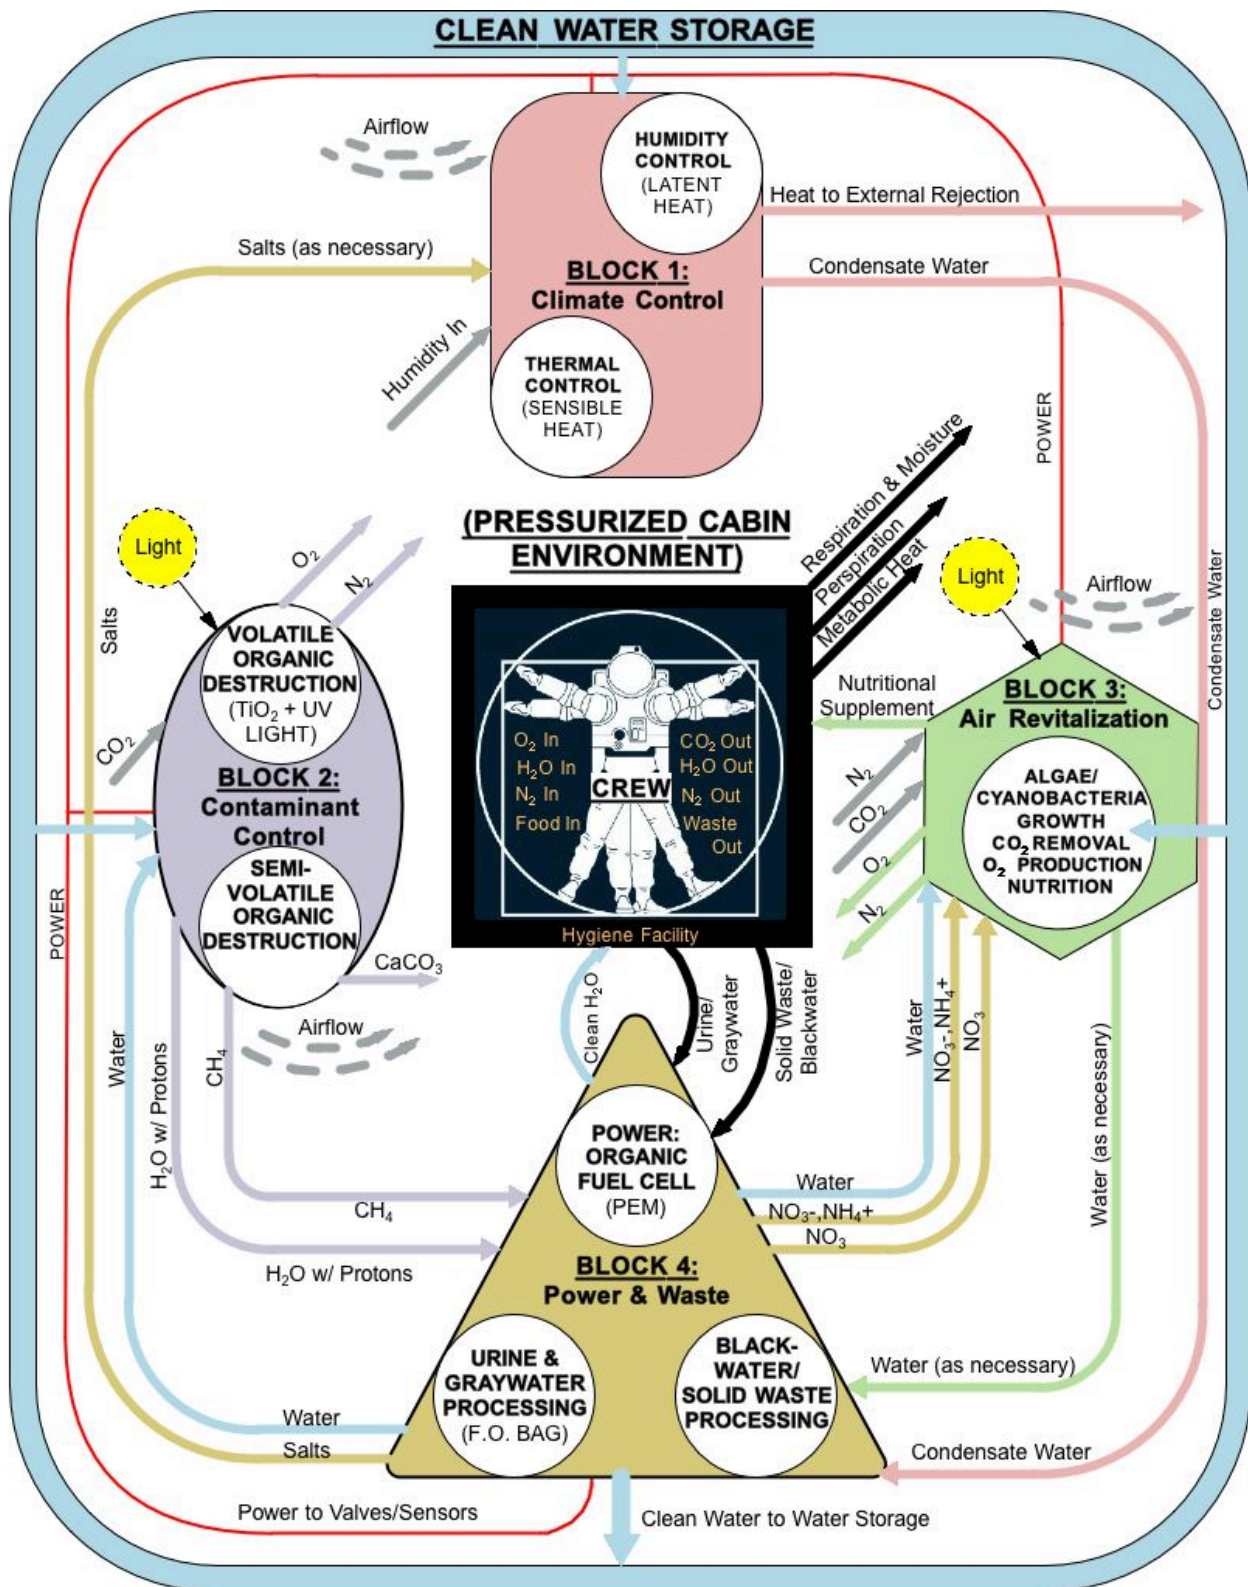 CLEAN WATER STORAGE
Airflow
HUMIDITY
CONTROL
(LATENT
HEAT)
Heat to External Rejection
Salts (as necessary)
BLOCK 1:
Climate Control
Condensate Water
Humidity In
THERMAL
CONTROL
(SENSIBLE
HEAT)
POWER
Respiration & Moisture
Perspiration
Metabolic Heat
(PRESSURIZED CABIN
ENVIRONMENT)
Light
O₂
N₂
Light
Airflow
Condensate Water
Salts
VOLATILE
ORGANIC
DESTRUCTION
(TiO₂ + UV
LIGHT)
CO₂
BLOCK 2:
Contaminant
Control
SEMI-
VOLATILE
ORGANIC
DESTRUCTION
POWER
CaCO₃
Airflow
O₂ In
H₂O In
N₂ In
Food In
CREW
CO₂ Out
H₂O Out
N₂ Out
Waste
Out
Hygiene Facility
Nutritional
Supplement
BLOCK 3:
Air Revitalization
N₂
CO₂
O₂
N₂
ALGAE/
CYANOBACTERIA
GROWTH
CO₂ REMOVAL
O₂ PRODUCTION
NUTRITION
Water
H₂O w/ Protons
CH₄
Clean H₂O
Urine/
Graywater
Solid Waste/
Blackwater
Water
NO₃-,NH₄+
NO₃
Water (as necessary)
POWER:
ORGANIC
FUEL CELL
(PEM)
CH₄
H₂O w/ Protons
Water
NO₃-,NH₄+
NO₃
BLOCK 4:
Power & Waste
URINE &
GRAYWATER
PROCESSING
(F.O. BAG)
BLACK-
WATER/
SOLID WASTE
PROCESSING
Water (as necessary)
Water
Salts
Condensate Water
Power to Valves/Sensors
Clean Water to Water Storage